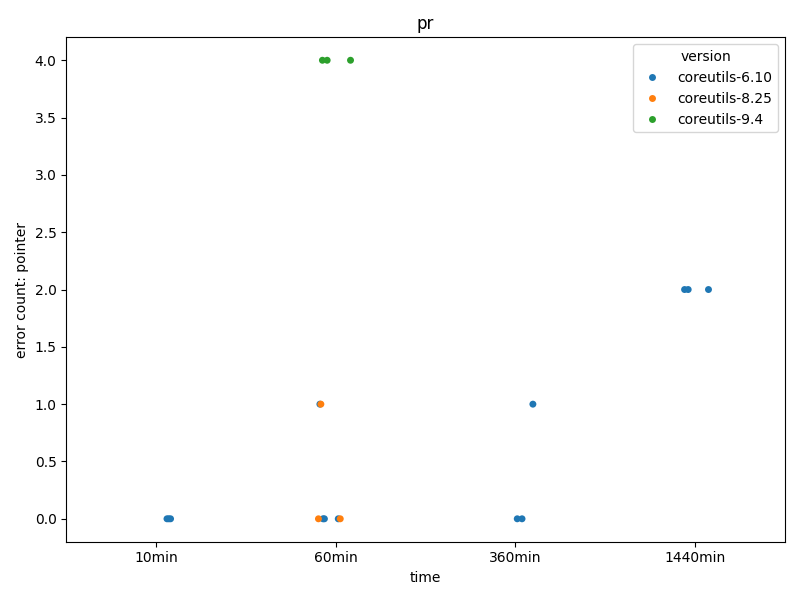 pr
version
coreutils-6.10
coreutils-8.25
coreutils-9.4
error count: pointer
4.0
3.5
3.0
2.5
2.0
1.5
1.0
0.5
0.0
10min
60min
360min
1440min
time